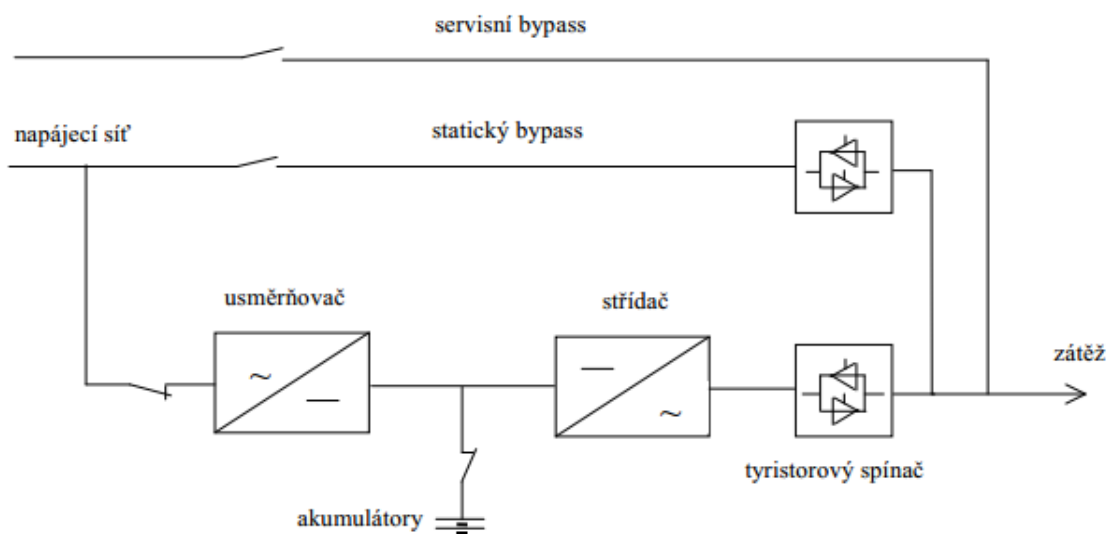 servisní bypass
napájecí síť
statický bypass
usměrňovač
střídač
zátěž
~
—
—
~
tyristorový spínač
akumulátory